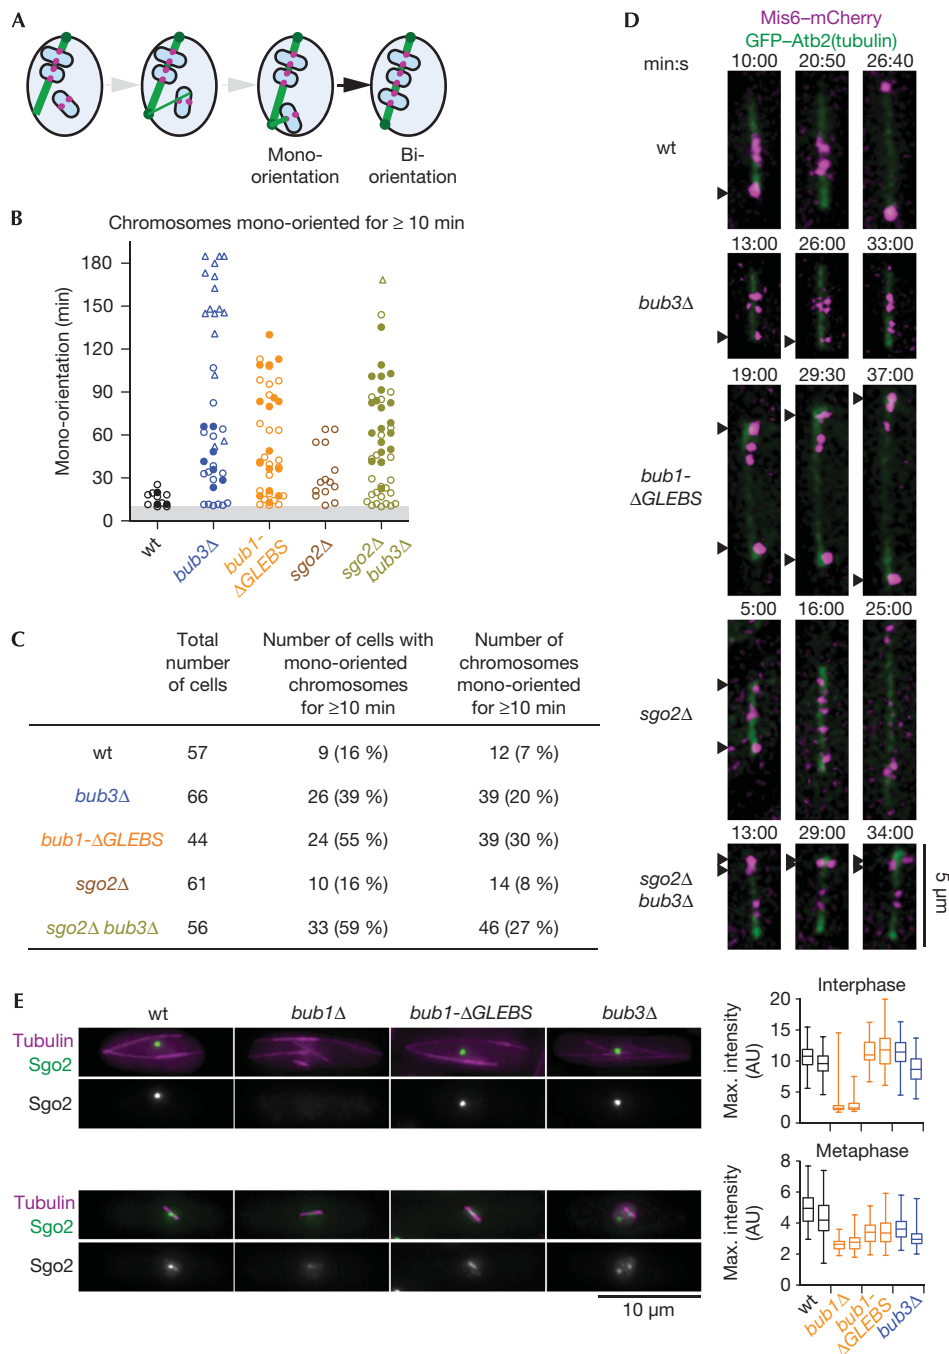 A
Mono-
orientation
Bi-
orientation
B
Chromosomes mono-oriented for ≥ 10 min
Mono-orientation (min)
180
150
120
90
60
30
0
wt
bub3Δ
bub1-
ΔGLEBS
sgo2Δ
sgo2Δ
bub3Δ
C
Total
number
of cells
Number of cells with
mono-oriented
chromosomes
for ≥10 min
Number of
chromosomes
mono-oriented
for ≥10 min
wt 57 9 (16 %) 12 (7 %)
bub3Δ 66 26 (39 %) 39 (20 %)
bub1-ΔGLEBS 44 24 (55 %) 39 (30 %)
sgo2Δ 61 10 (16 %) 14 (8 %)
sgo2Δ bub3Δ 56 33 (59 %) 46 (27 %)
D
Mis6–mCherry
GFP–Atb2(tubulin)
min:s 10:00 20:50 26:40
wt
13:00 26:00 33:00
bub3Δ
19:00 29:30 37:00
bub1-
ΔGLEBS
5:00 16:00 25:00
sgo2Δ
13:00 29:00 34:00
sgo2Δ
bub3Δ
5 µm
E
wt bub1Δ bub1-ΔGLEBS bub3Δ
Tubulin
Sgo2
Sgo2
Tubulin
Sgo2
Sgo2
10 µm
Interphase
Max. intensity
(AU)
20
15
10
5
0
Metaphase
Max. intensity
(AU)
8
6
4
2
0
wt
bub1Δ
bub1-
ΔGLEBS
bub3Δ